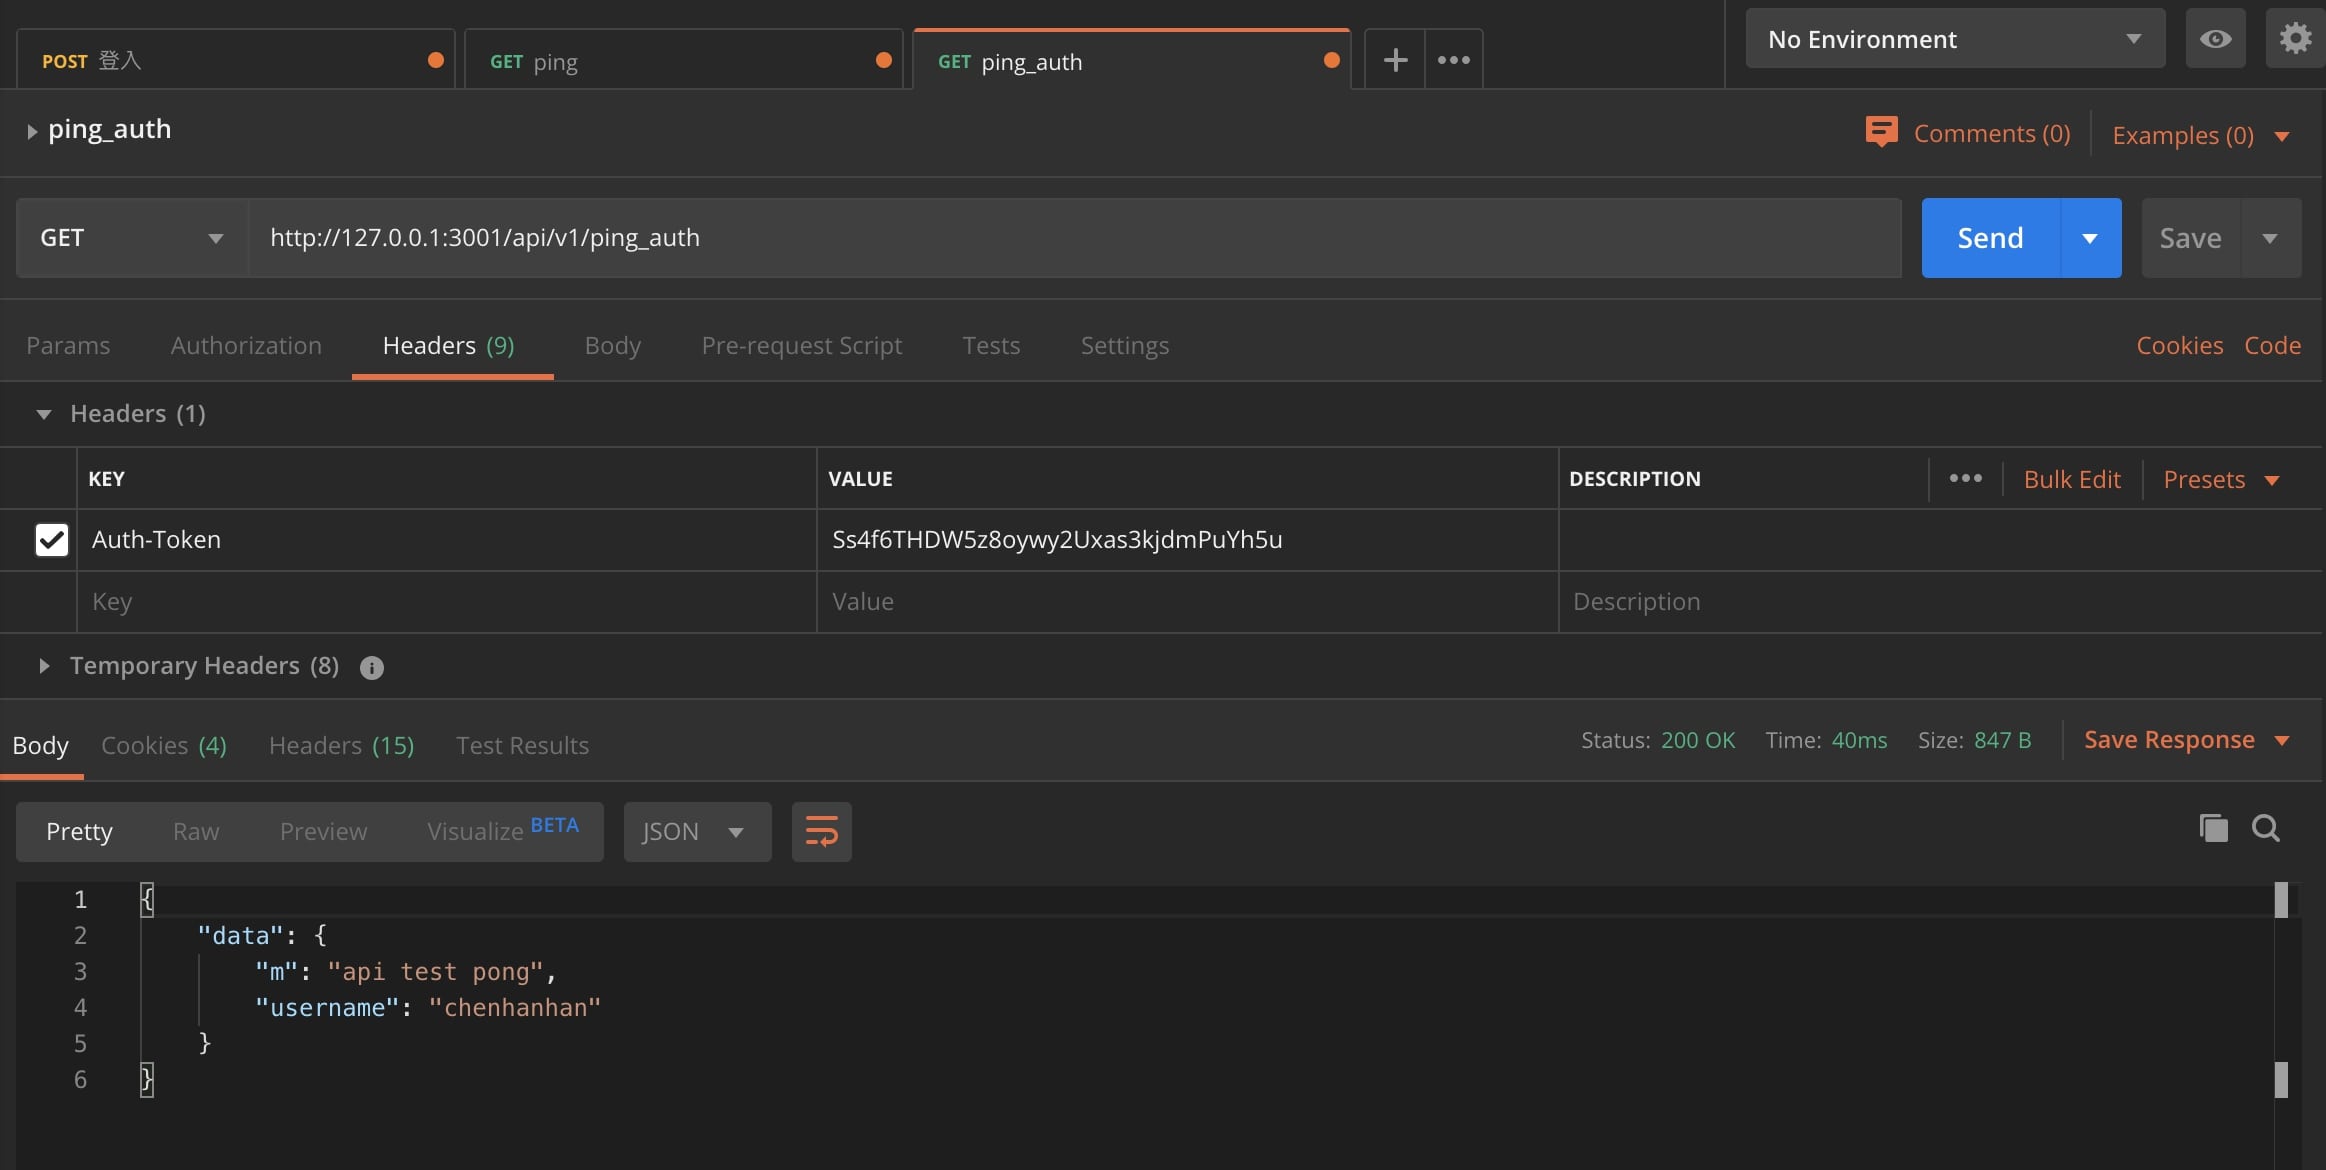 POST 登入 GET ping GET ping_auth No Environment
ping_auth Comments (0) Examples (0)
GET http://127.0.0.1:3001/api/v1/ping_auth Send Save
Params Authorization Headers (9) Body Pre-request Script Tests Settings Cookies Code
Headers (1)
KEY VALUE DESCRIPTION Bulk Edit Presets
Auth-Token Ss4f6THDW5z8oywy2Uxas3kjdmPuYh5u
Key Value Description
Temporary Headers (8)
Body Cookies (4) Headers (15) Test Results Status: 200 OK Time: 40ms Size: 847 B Save Response
Pretty Raw Preview Visualize BETA JSON
1 {
2 "data": {
3 "m": "api test pong",
4 "username": "chenhanhan"
5 }
6 }